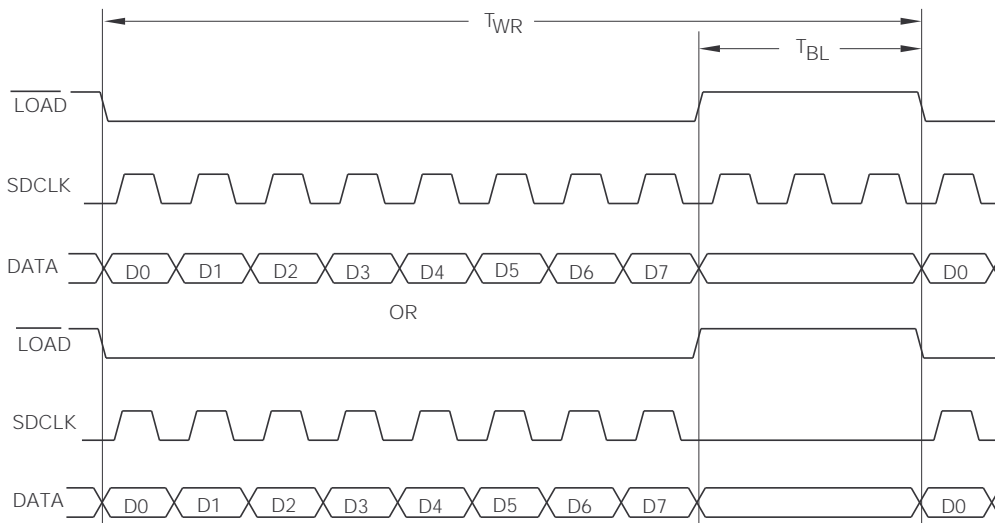 TWR
TBL
LOAD
SDCLK
DATA D0 D1 D2 D3 D4 D5 D6 D7 D0
OR
LOAD
SDCLK
DATA D0 D1 D2 D3 D4 D5 D6 D7 D0